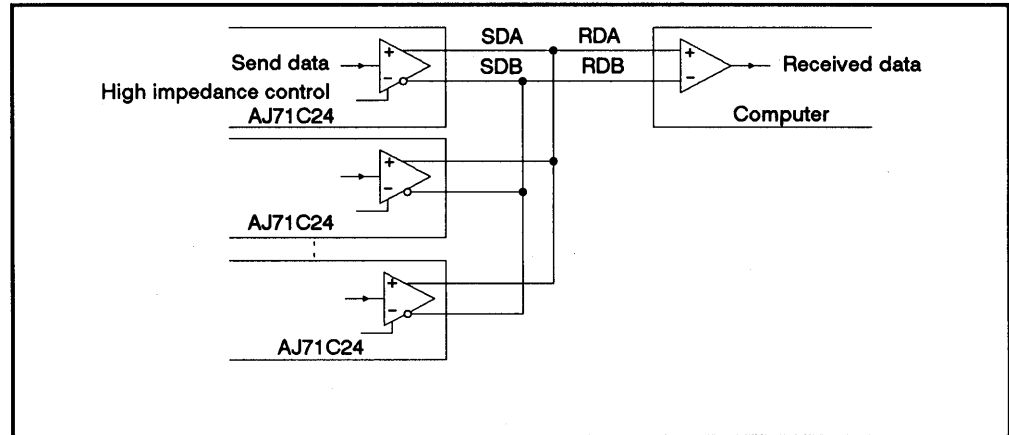 SDA RDA
Send data + + Received data
SDB RDB
− −
High impedance control
AJ71C24 Computer
+
−
AJ71C24
+
−
AJ71C24